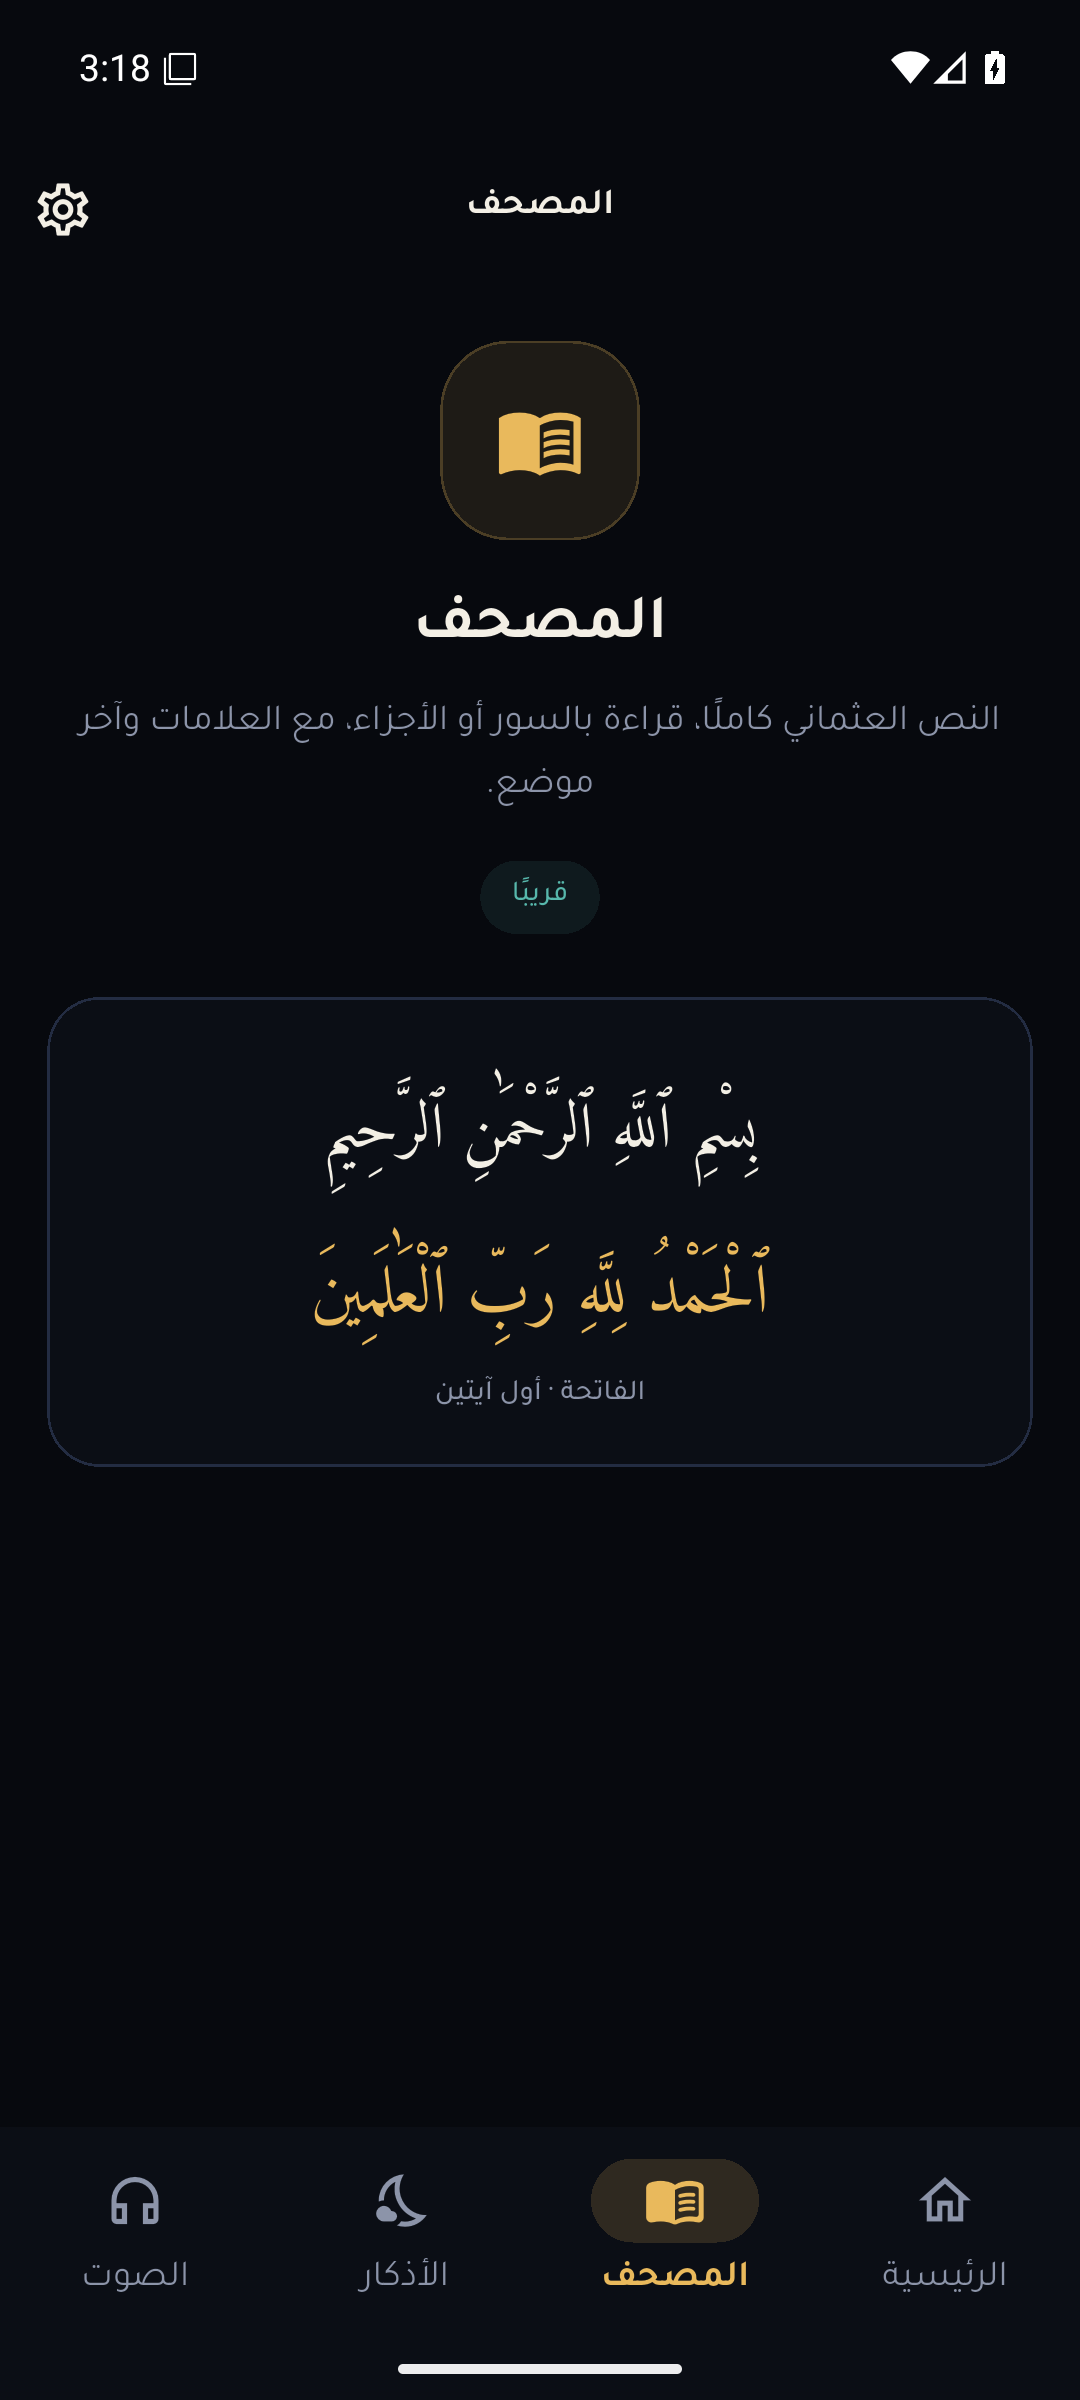 3:18
المصحف
المصحف
النص العثماني كاملًا، قراءة بالسور أو الأجزاء، مع العلامات وآخر
موضع.
قريبًا
بِسْمِ ٱللَّهِ ٱلرَّحْمَٰنِ ٱلرَّحِيمِ
ٱلْحَمْدُ لِلَّهِ رَبِّ ٱلْعَٰلَمِينَ
الفاتحة · أول آيتين
الرئيسية
المصحف
الأذكار
الصوت